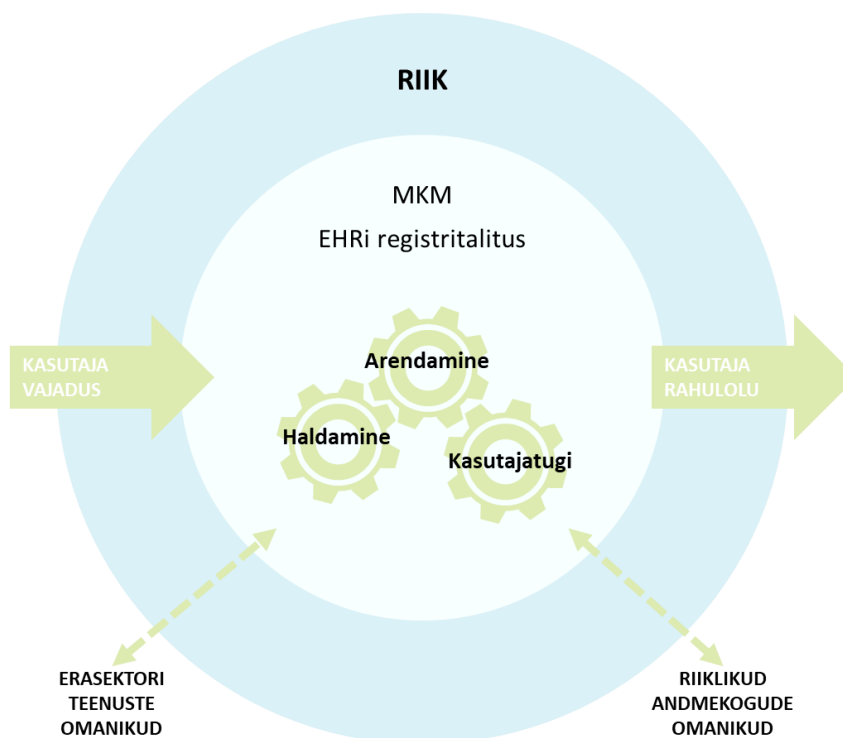 RIIK
MKM
EHRi registritalitus
KASUTAJA
VAJADUS
Arendamine
Haldamine
Kasutajatugi
KASUTAJA
RAHULOLU
ERASEKTORI
TEENUSTE
OMANIKUD
RIIKLIKUD
ANDMEKOGUDE
OMANIKUD